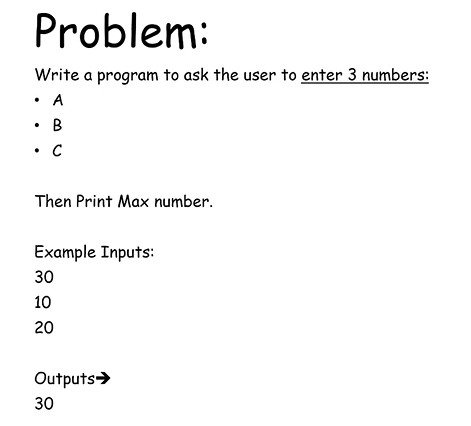 Problem:
Write a program to ask the user to enter 3 numbers:
• A
• B
• C
Then Print Max number.
Example Inputs:
30
10
20
Outputs➔
30